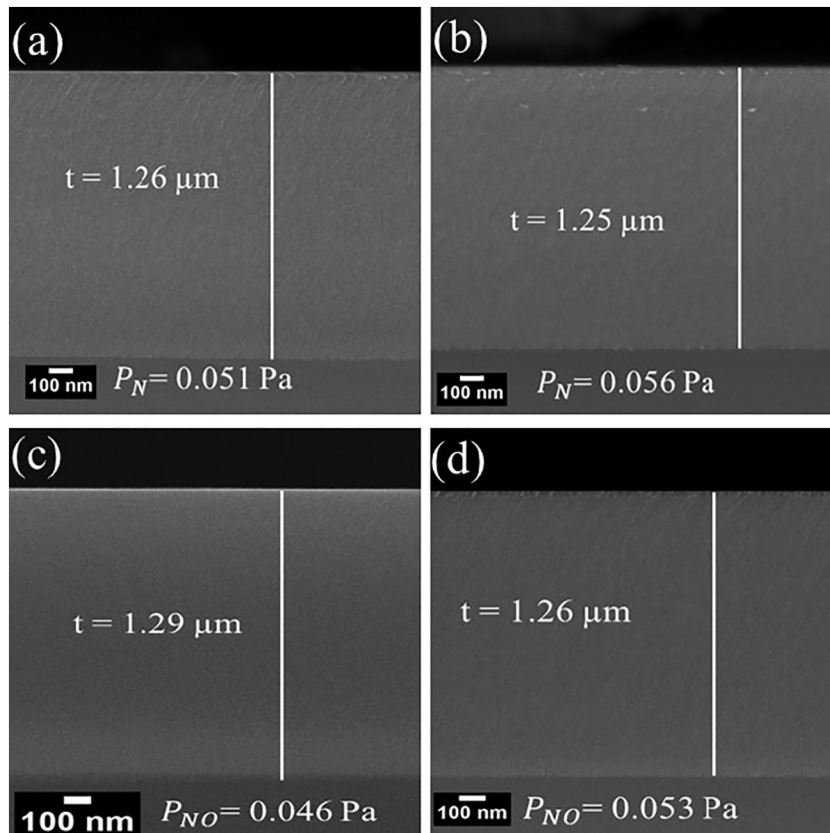 (a)
t = 1.26 μm
100 nm
P_N = 0.051 Pa
(b)
t = 1.25 μm
100 nm
P_N = 0.056 Pa
(c)
t = 1.29 μm
100 nm
P_NO = 0.046 Pa
(d)
t = 1.26 μm
100 nm
P_NO = 0.053 Pa